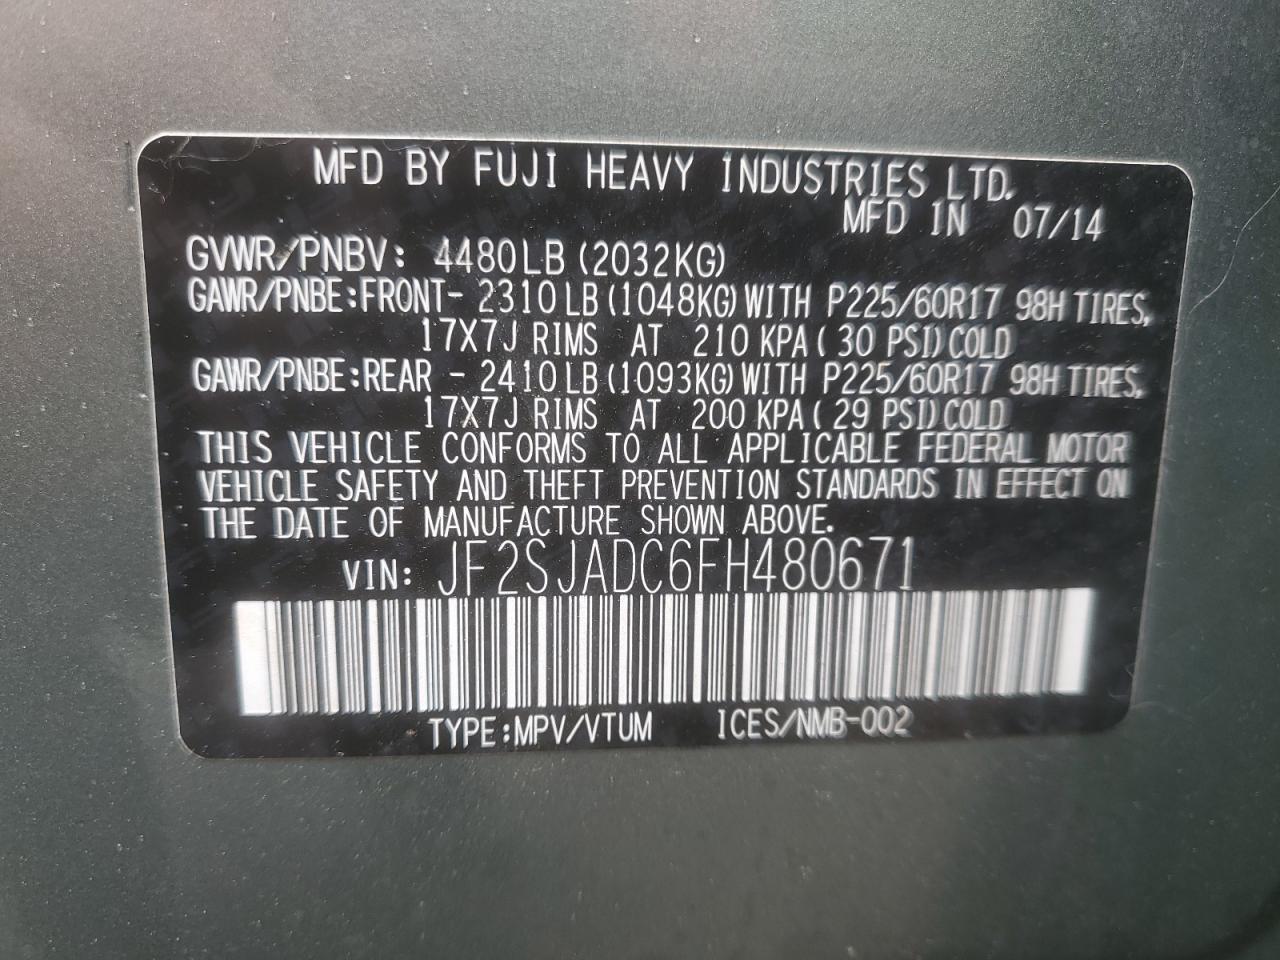 MFD BY FUJI HEAVY INDUSTRIES LTD.
MFD IN 07/14
GVWR/PNBV: 4480LB (2032KG)
GAWR/PNBE:FRONT- 2310LB (1048KG) WITH P225/60R17 98H TIRES,
17X7J RIMS AT 210 KPA ( 30 PSI) COLD
GAWR/PNBE:REAR - 2410LB (1093KG) WITH P225/60R17 98H TIRES,
17X7J RIMS AT 200 KPA ( 29 PSI) COLD
THIS VEHICLE CONFORMS TO ALL APPLICABLE FEDERAL MOTOR
VEHICLE SAFETY AND THEFT PREVENTION STANDARDS IN EFFECT ON
THE DATE OF MANUFACTURE SHOWN ABOVE.
VIN: JF2SJADC6FH480671
TYPE:MPV/VTUM ICES/NMB-002